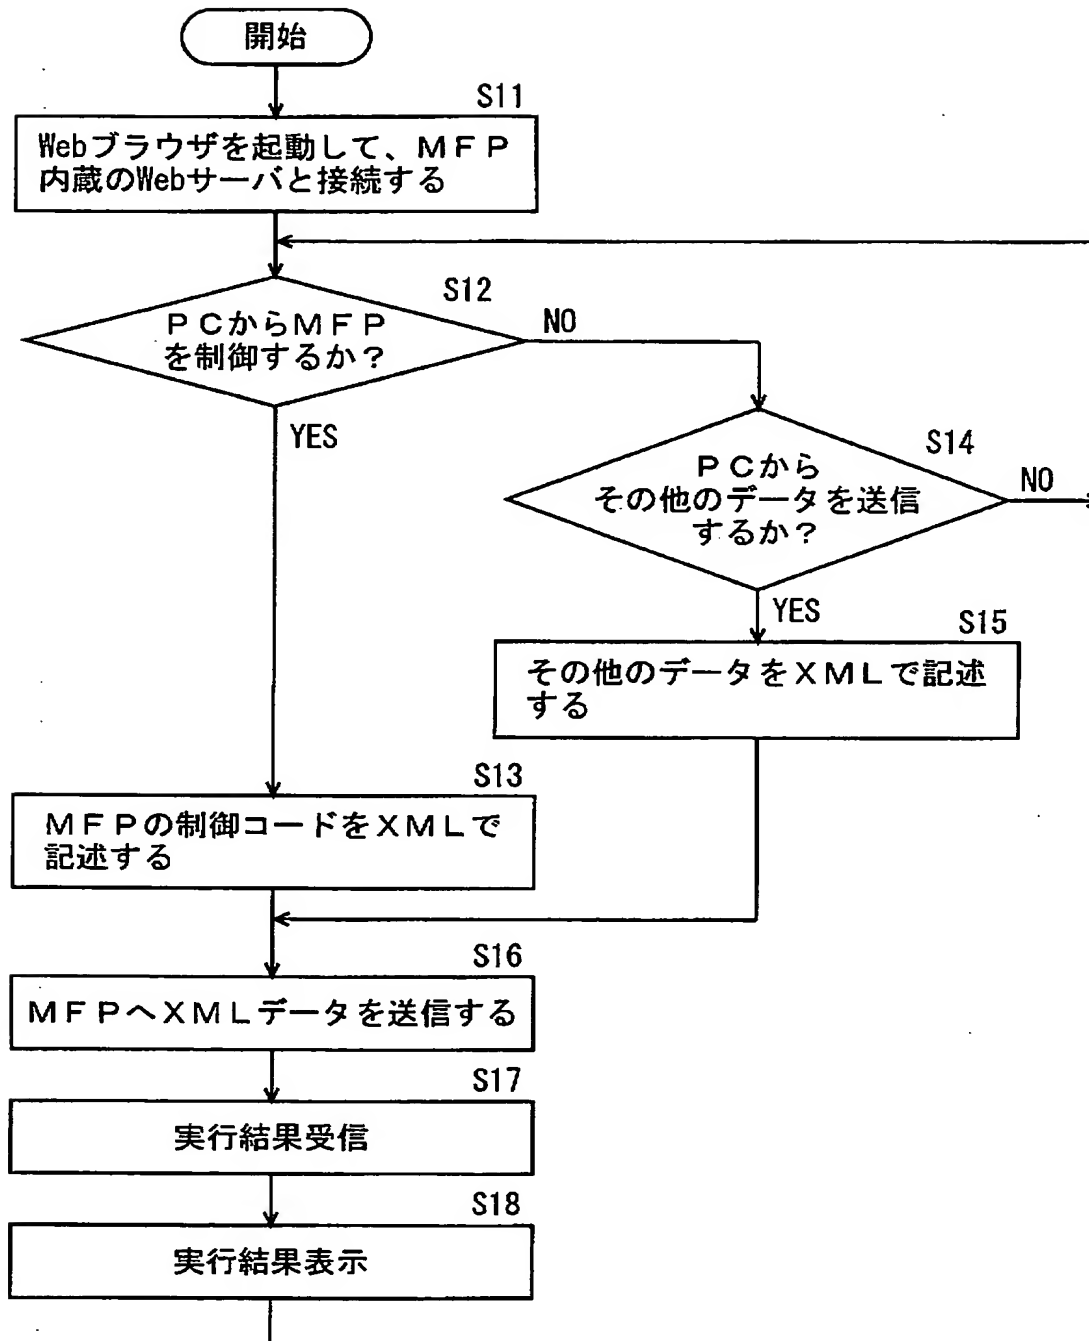 開始
S11
Webブラウザを起動して、ＭＦＰ
内蔵のWebサーバと接続する
S12
ＰＣからＭＦＰ
を制御するか？
NO
YES
S14
ＰＣから
その他のデータを送信
するか？
NO
YES
S15
その他のデータをＸＭＬで記述
する
S13
ＭＦＰの制御コードをＸＭＬで
記述する
S16
ＭＦＰへＸＭＬデータを送信する
S17
実行結果受信
S18
実行結果表示